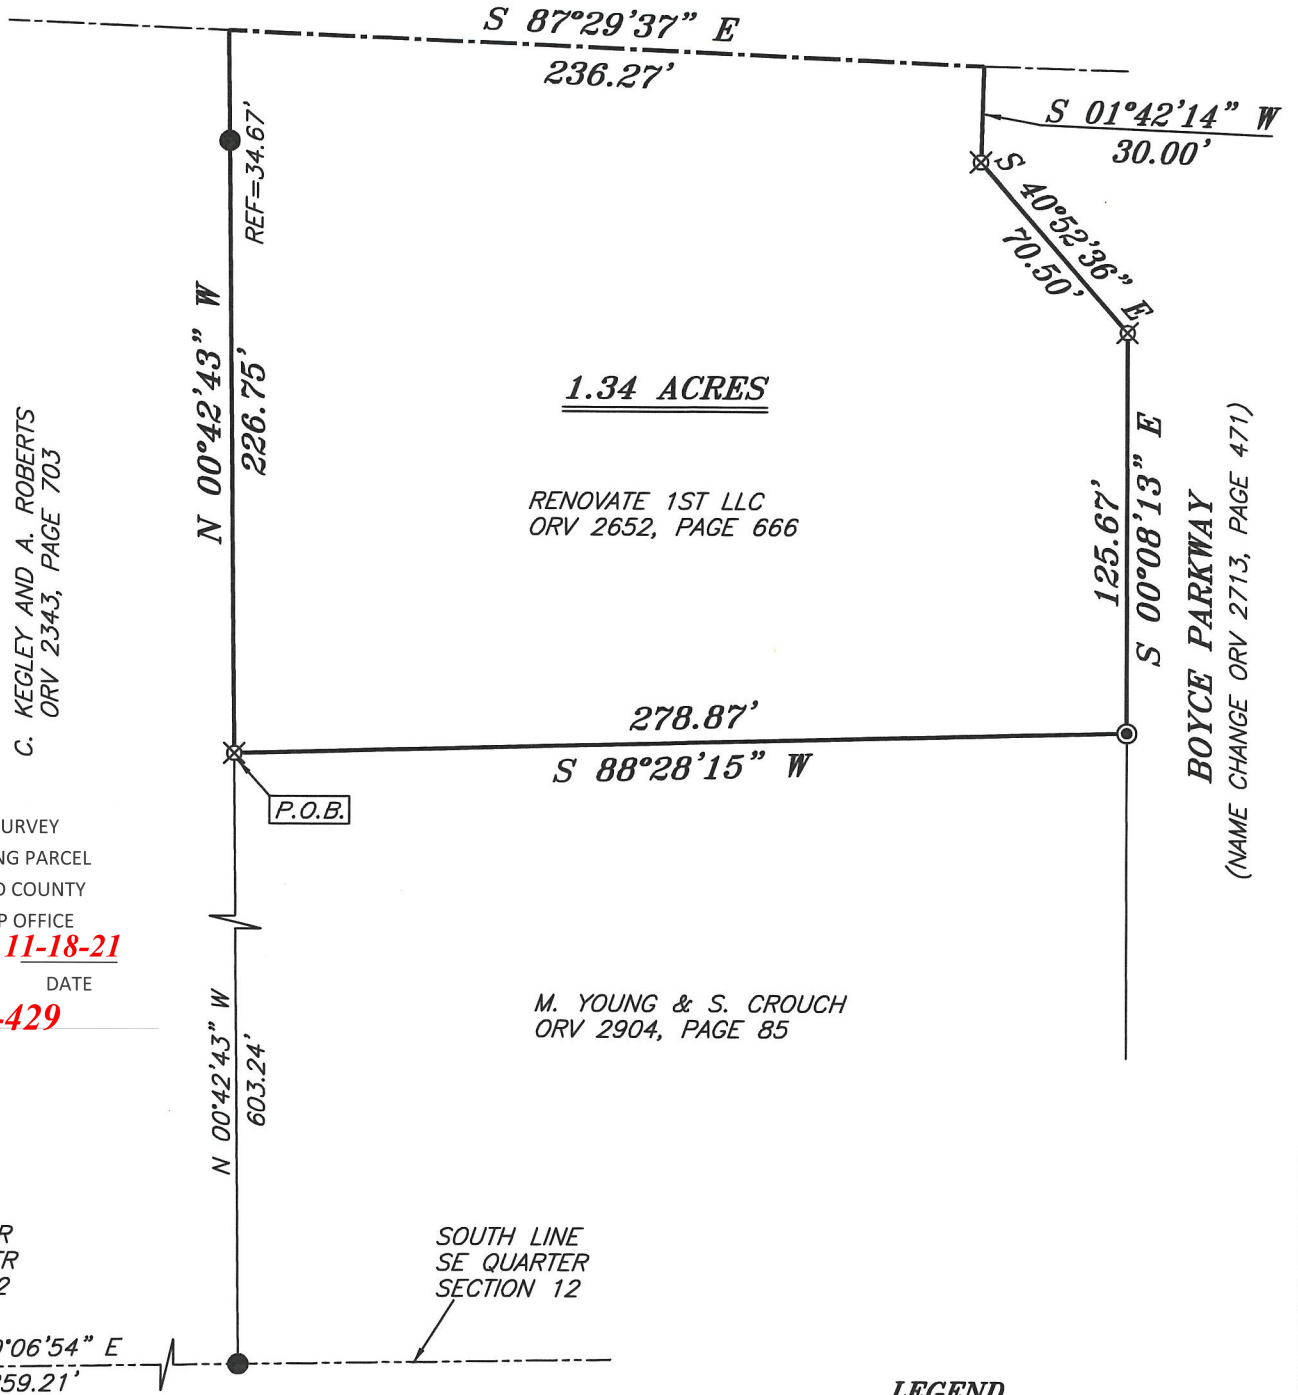 S 87°29'37" E
236.27'
S 01°42'14" W
30.00'
REF=34.67'
S 40°52'36" E
70.50'
N 00°42'43" W
226.75'
1.34 ACRES
C. KEGLEY AND A. ROBERTS
ORV 2343, PAGE 703
RENOVATE 1ST LLC
ORV 2652, PAGE 666
125.67'
S 00°08'13" E
BOYCE PARKWAY
(NAME CHANGE ORV 2713, PAGE 471)
278.87'
S 88°28'15" W
P.O.B.
URVEY
NG PARCEL
COUNTY
P OFFICE
11-18-21
DATE
-429
M. YOUNG & S. CROUCH
ORV 2904, PAGE 85
N 00°42'43" W
603.24'
R
TR
2
SOUTH LINE
SE QUARTER
SECTION 12
°06'54" E
59.21'
LEGEND